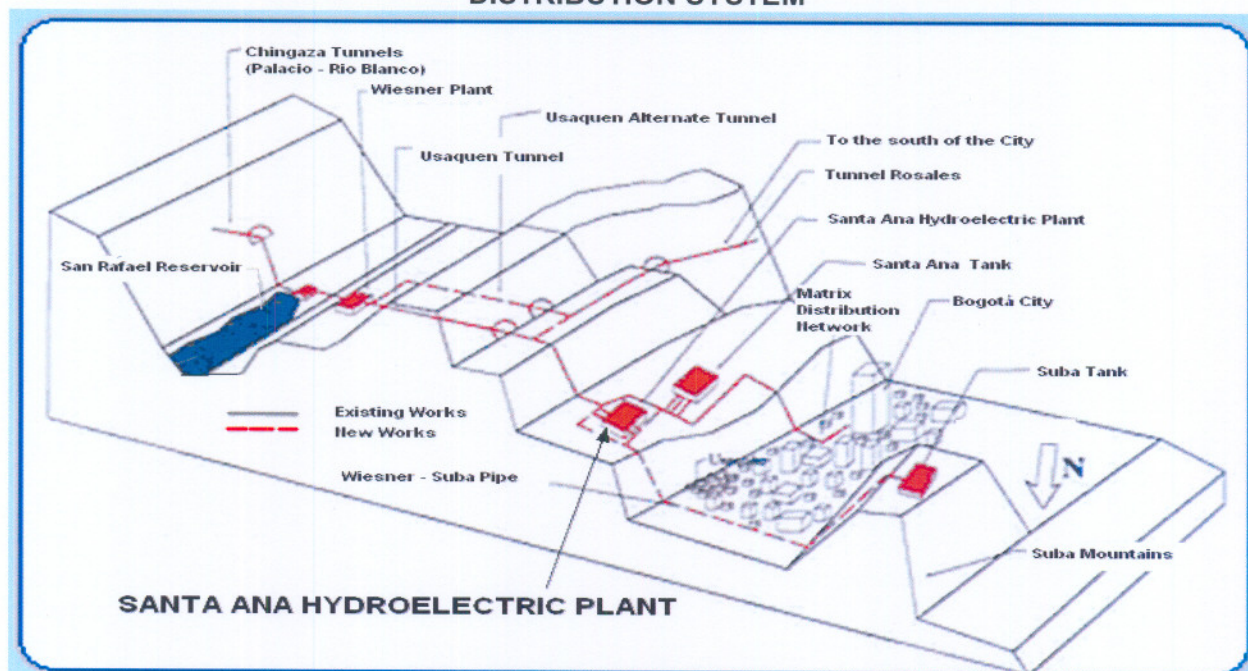 DISTRIBUTION SYSTEM
Chingaza Tunnels
(Palacio - Rio Blanco)
Wiesner Plant
Usaquen Alternate Tunnel
Usaquen Tunnel
To the south of the City
Tunnel Rosales
Santa Ana Hydroelectric Plant
San Rafael Reservoir
Santa Ana Tank
Matrix
Distribution
Network
Bogotá City
Suba Tank
Existing Works
New Works
Wiesner - Suba Pipe
N
Suba Mountains
SANTA ANA HYDROELECTRIC PLANT